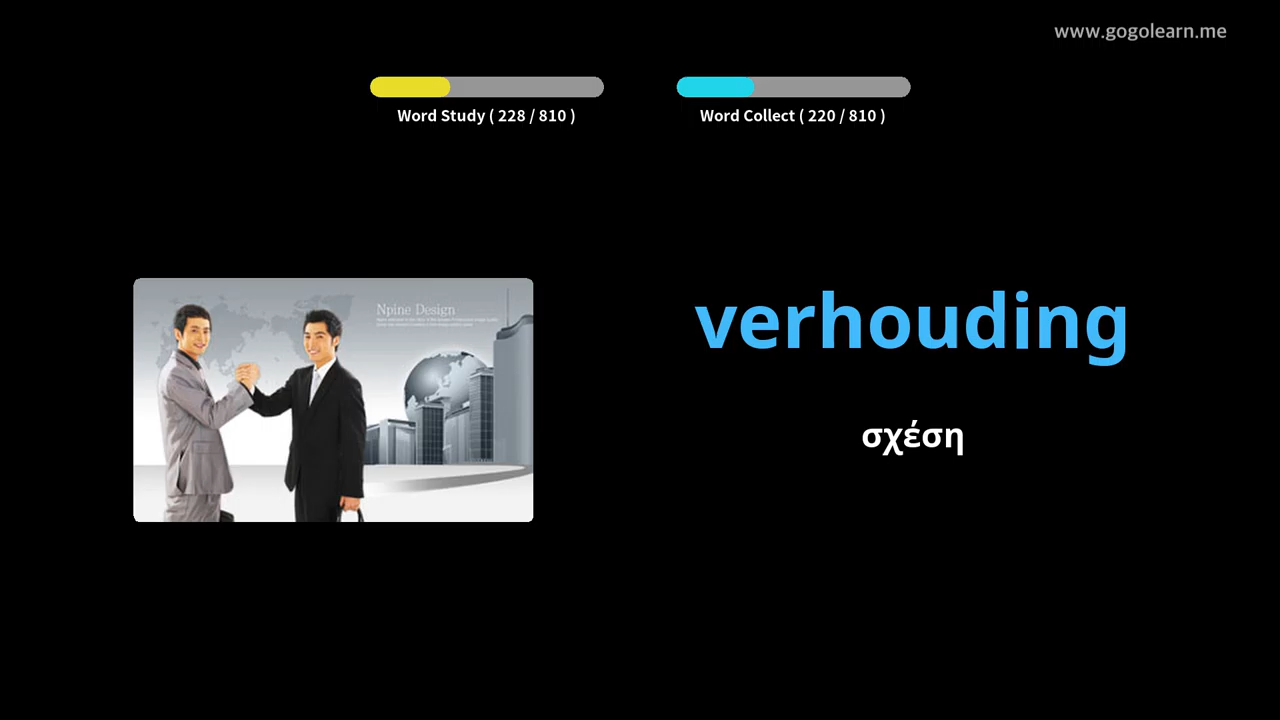 www.gogolearn.me
Word Study ( 228 / 810 )
Word Collect ( 220 / 810 )
Npine Design
verhouding
σχέση